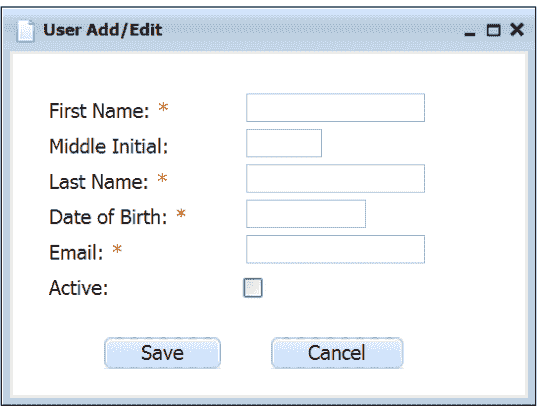 User Add/Edit
First Name: *
Middle Initial:
Last Name: *
Date of Birth: *
Email: *
Active:
Save Cancel